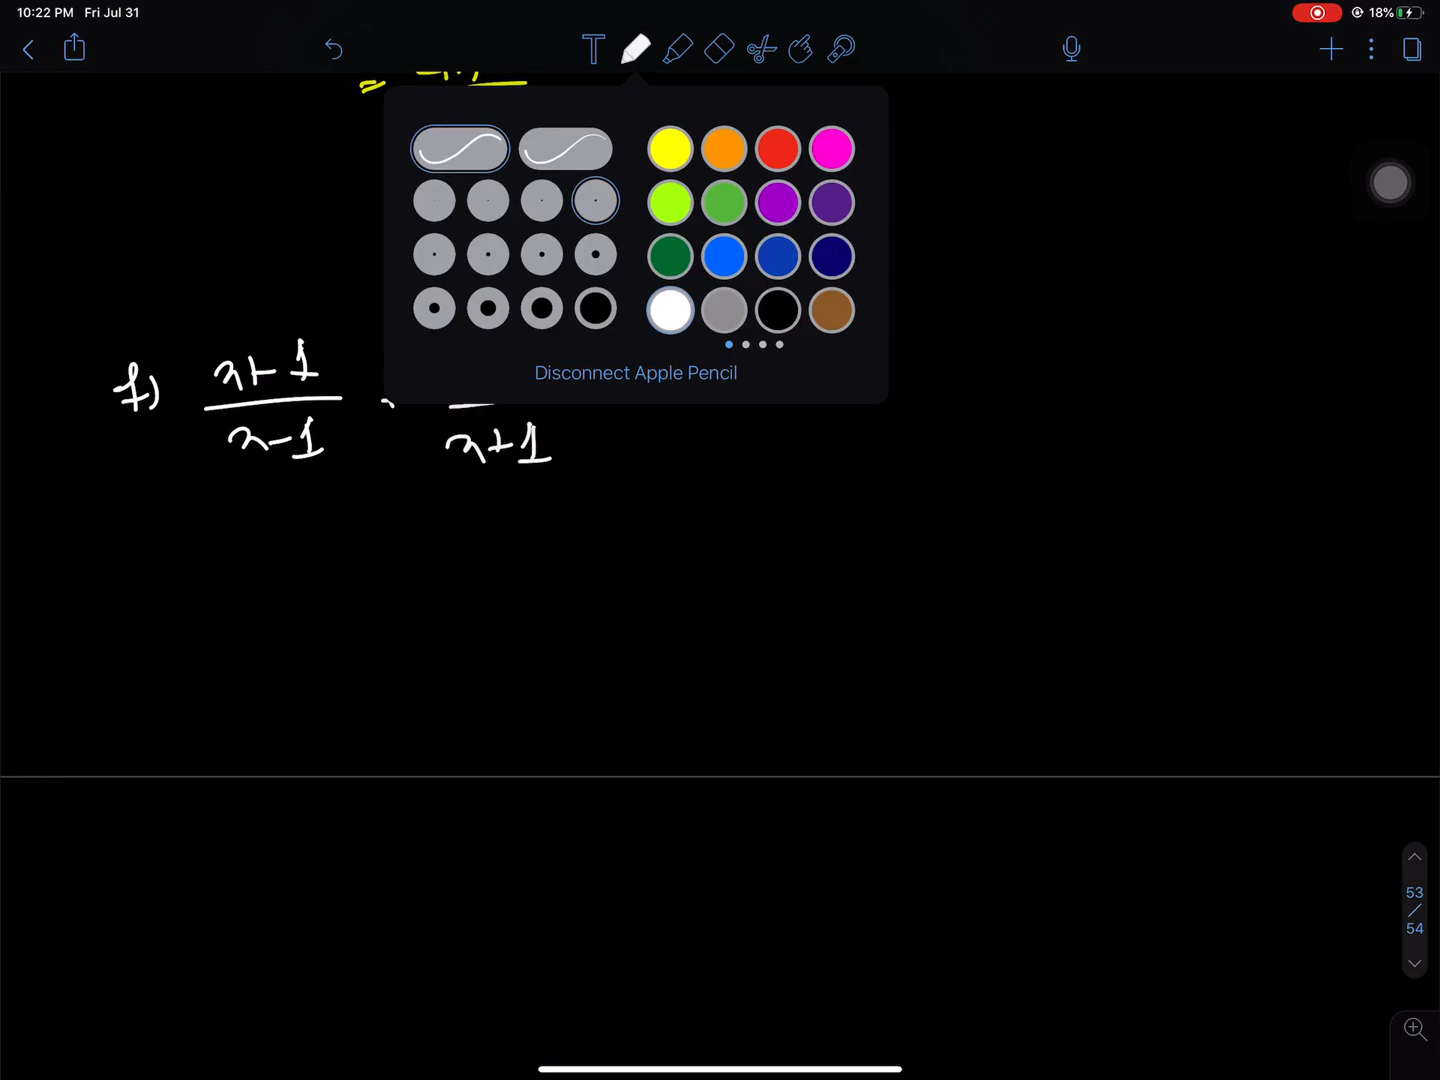 10:22 PM Fri Jul 31
18%
T
Disconnect Apple Pencil
f) x+1
x-1
x+1
53
54